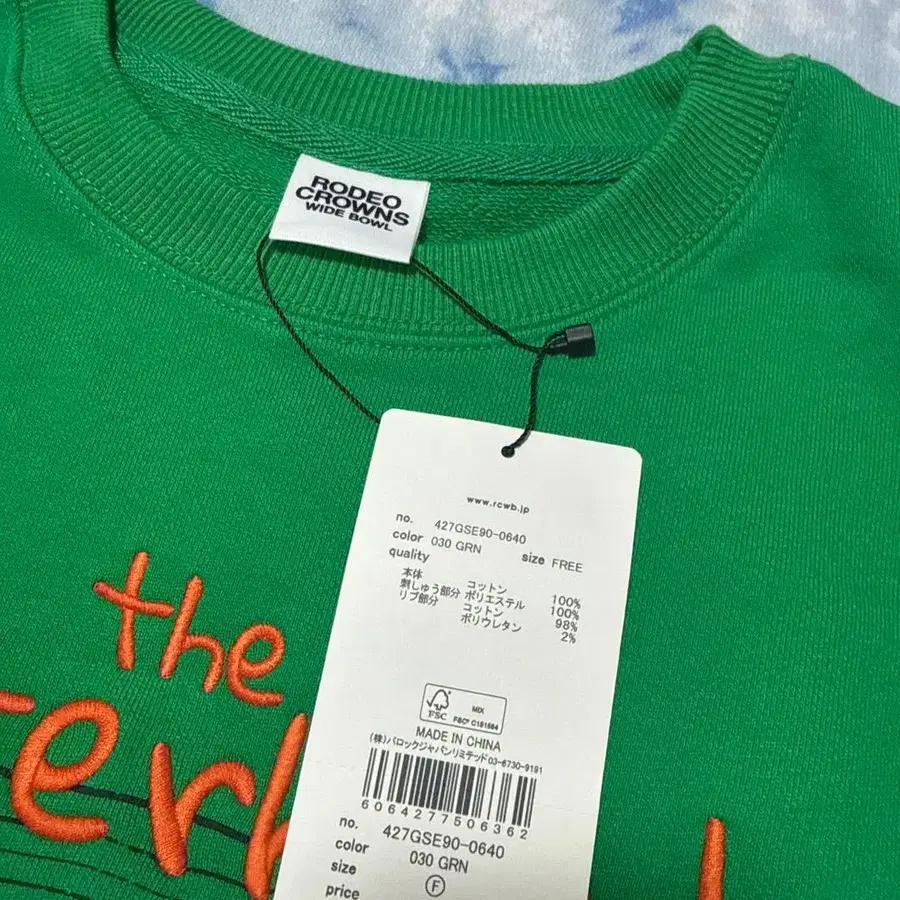 RODEO
CROWNS
WIDE BOWL
www.rcwb.jp
no. 427GSE90-0640
color 030 GRN size FREE
quality
本体 コットン 100%
刺しゅう部分 ポリエステル 100%
リブ部分 コットン 98%
ポリウレタン 2%
the
FSC MIX
FSC® C151564
MADE IN CHINA
(株)バロックジャパンリミテッド03-6730-9191
6064277506362
no. 427GSE90-0640
color 030 GRN
size F
price